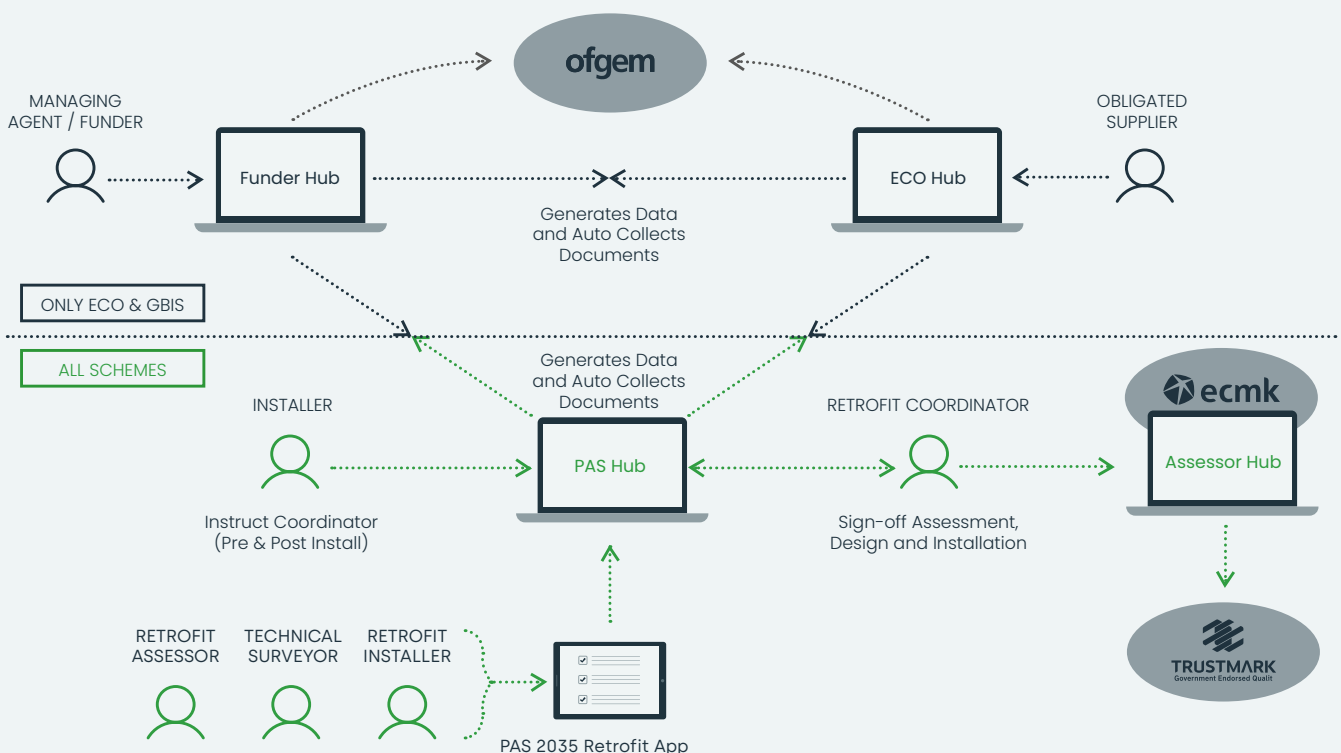 ofgem
MANAGING
AGENT / FUNDER
OBLIGATED
SUPPLIER
Funder Hub
ECO Hub
Generates Data
and Auto Collects
Documents
ONLY ECO & GBIS
ALL SCHEMES
Generates Data
and Auto Collects
Documents
ecmk
INSTALLER
RETROFIT COORDINATOR
PAS Hub
Assessor Hub
Instruct Coordinator
(Pre & Post Install)
Sign-off Assessment,
Design and Installation
RETROFIT
ASSESSOR
TECHNICAL
SURVEYOR
RETROFIT
INSTALLER
TRUSTMARK
Government Endorsed Qualit
PAS 2035 Retrofit App